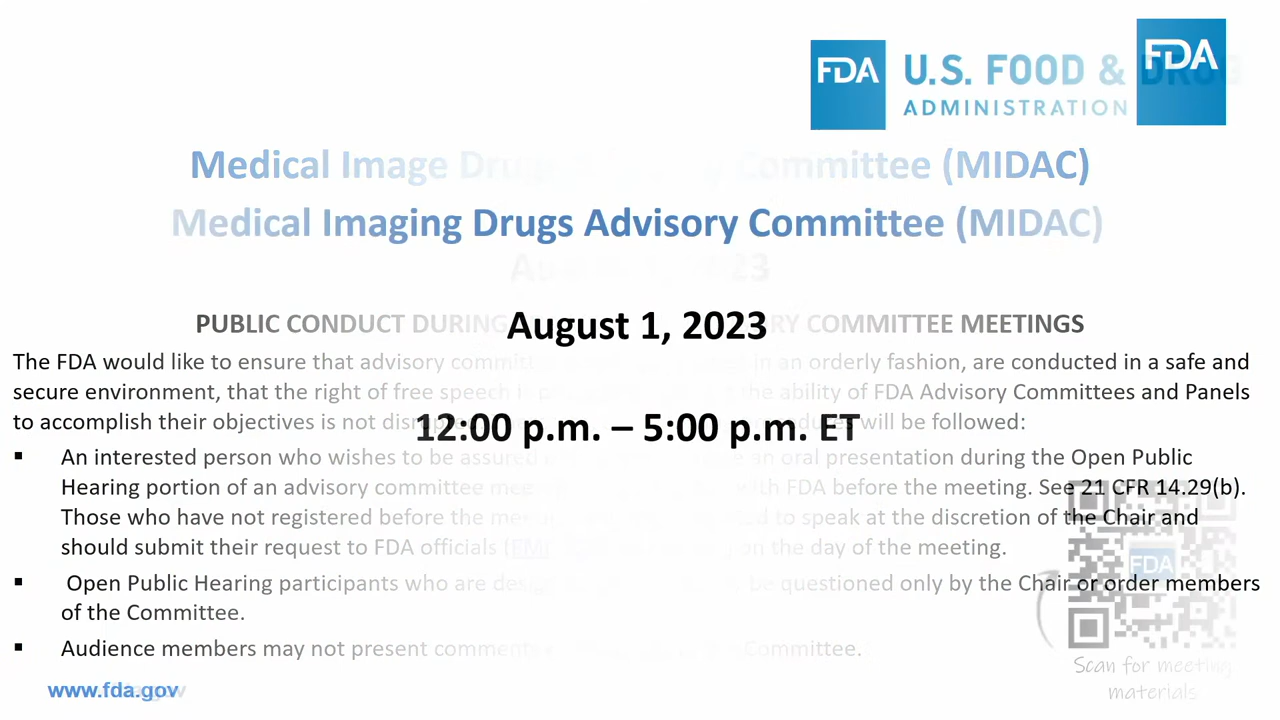 FDA U.S. FOOD & DRUG FDA
ADMINISTRATION
Medical Image Drugs Committee (MIDAC)
Medical Imaging Drugs Advisory Committee (MIDAC)
2023
PUBLIC CONDUCT DURING COMMITTEE MEETINGS
August 1, 2023
The FDA would like to ensure that advisory in an orderly fashion, are conducted in a safe and
secure environment, that the right of free speech is the ability of FDA Advisory Committees and Panels
to accomplish their objectives is not will be followed:
12:00 p.m. – 5:00 p.m. ET
▪ An interested person who wishes to be assured an oral presentation during the Open Public
Hearing portion of an advisory committee with FDA before the meeting. See 21 CFR 14.29(b).
Those who have not registered before the to speak at the discretion of the Chair and
should submit their request to FDA officials on the day of the meeting.
▪ Open Public Hearing participants who are be questioned only by the Chair or order members
of the Committee.
▪ Audience members may not present Committee.
FDA
Scan for meeting
materials
www.fda.gov